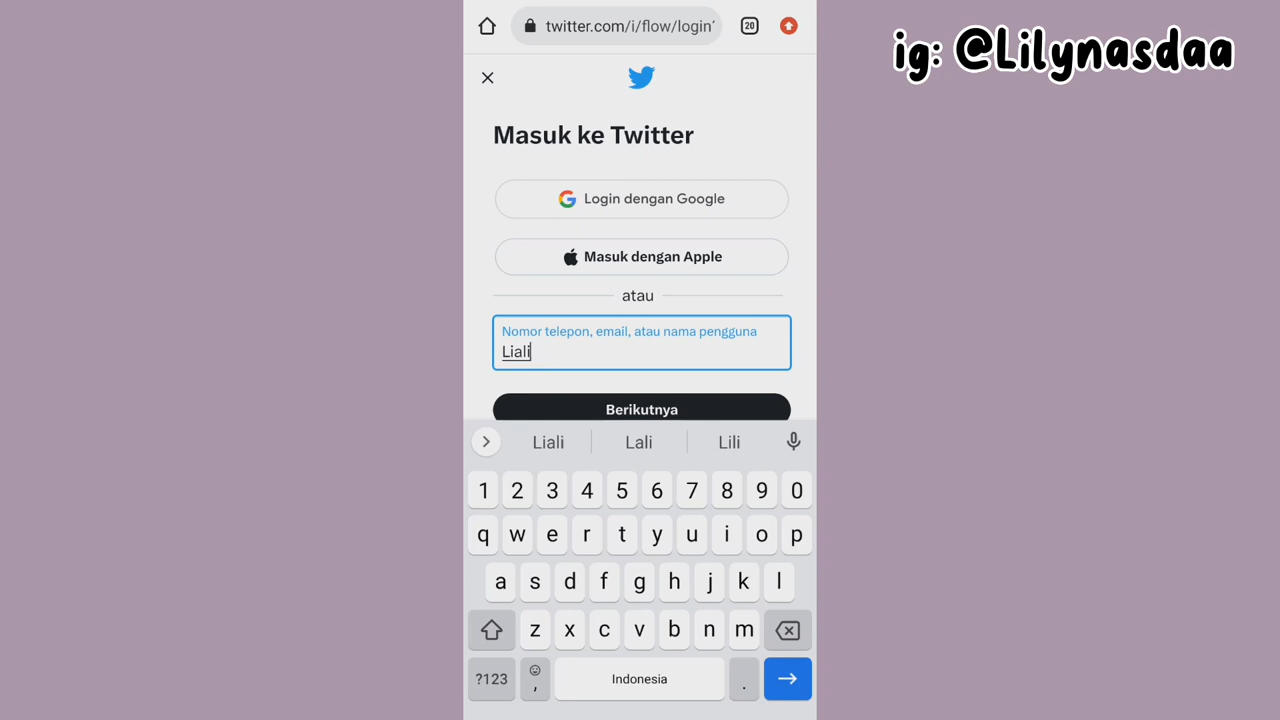 twitter.com/i/flow/login
20
ig: @Lilynasdaa
Masuk ke Twitter
Login dengan Google
Masuk dengan Apple
atau
Nomor telepon, email, atau nama pengguna
Liali
Berikutnya
Liali Lali Lili
1 2 3 4 5 6 7 8 9 0
q w e r t y u i o p
a s d f g h j k l
z x c v b n m
?123 , Indonesia .